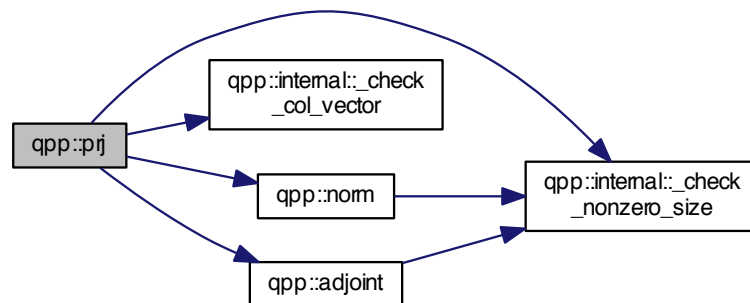 qpp::internal::_check
_col_vector
qpp::prj
qpp::internal::_check
_nonzero_size
qpp::norm
qpp::adjoint